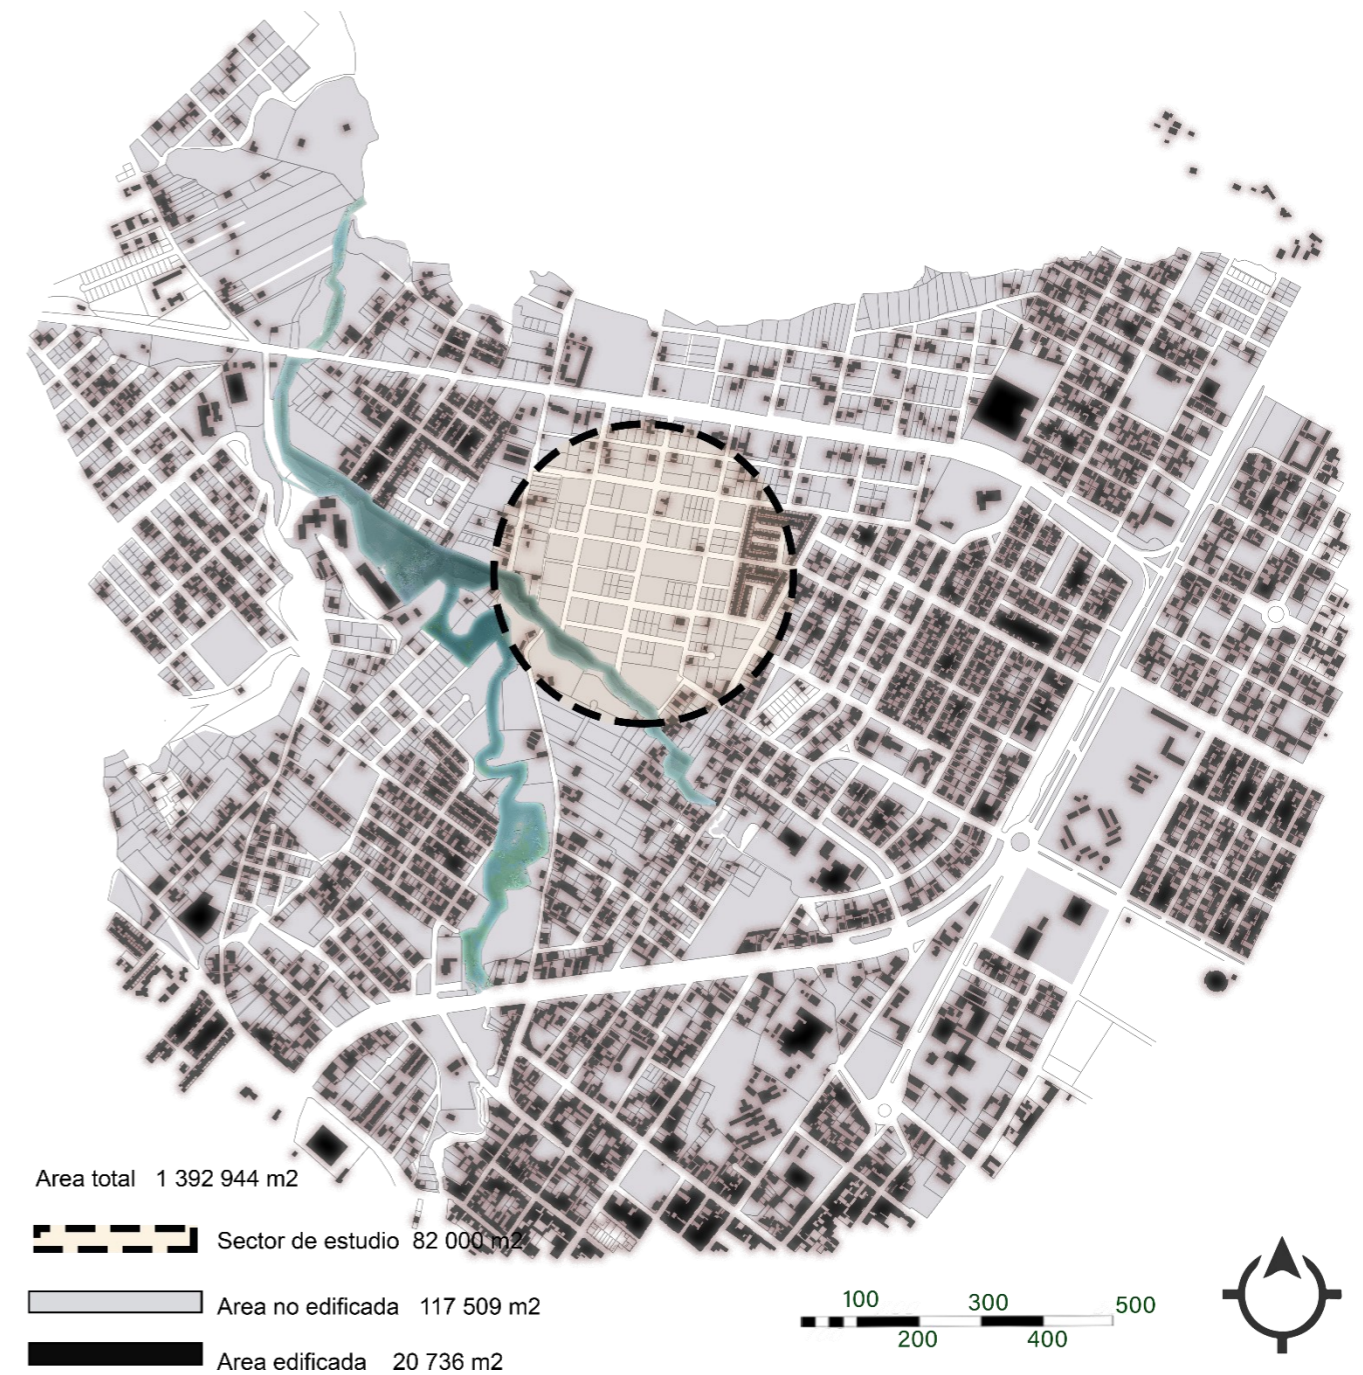 Area total 1 392 944 m2
Sector de estudio 82 000 m2
Area no edificada 117 509 m2
Area edificada 20 736 m2
100 300 500
200 400